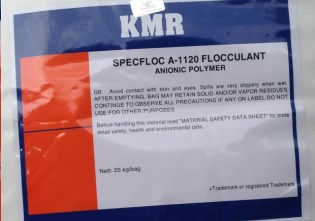 KMR
SPECFLOC A-1120 FLOCCULANT
ANIONIC POLYMER
GB Avoid contact with skin and eyes. Spills are very slippery when wet.
AFTER EMPTYING, BAG MAY RETAIN SOLID AND/OR VAPOR RESIDUES.
CONTINUE TO OBSERVE ALL PRECAUTIONS IF ANY ON LABEL DO NOT
USE FOR OTHER PURPOSES
Before handling this material read "MATERIAL SAFETY DATA SHEET" for more
detail safety, health and environmental data.
Nett: 25 kg/bag
+Trademark or registered Trademark